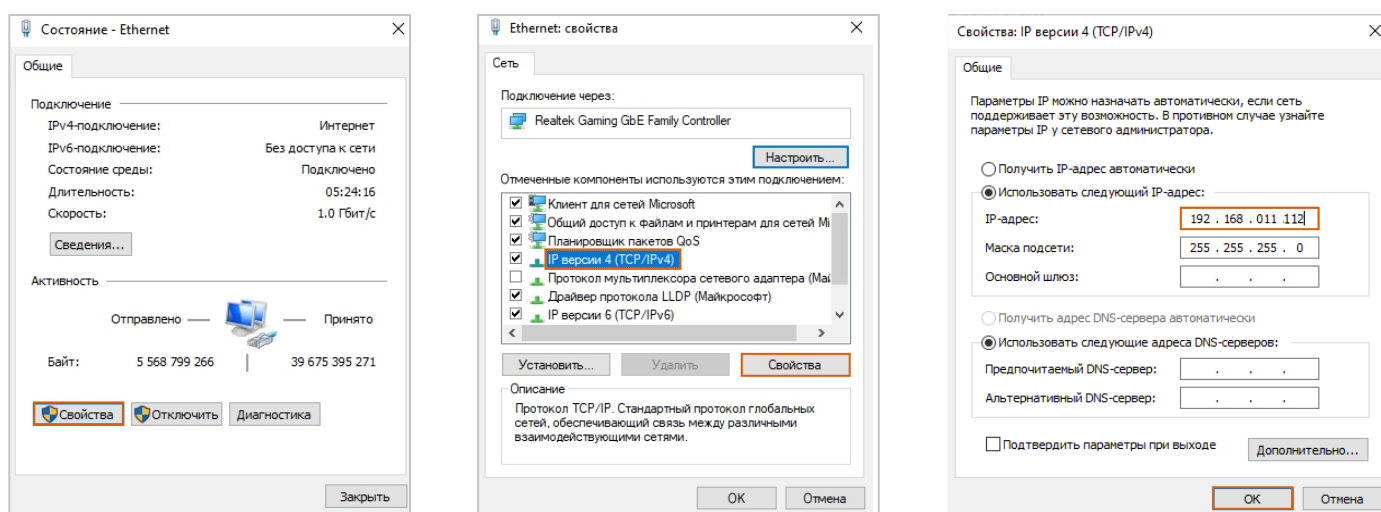 Состояние - Ethernet
Общие
Подключение
IPv4-подключение: Интернет
IPv6-подключение: Без доступа к сети
Состояние среды: Подключено
Длительность: 05:24:16
Скорость: 1.0 Гбит/с
Сведения...
Активность
Отправлено — — Принято
Байт: 5 568 799 266 39 675 395 271
Свойства Отключить Диагностика
Закрыть
Ethernet: свойства
Сеть
Подключение через:
Realtek Gaming GbE Family Controller
Настроить...
Отмеченные компоненты используются этим подключением:
Клиент для сетей Microsoft
Общий доступ к файлам и принтерам для сетей Mi
Планировщик пакетов QoS
IP версии 4 (TCP/IPv4)
Протокол мультиплексора сетевого адаптера (Май
Драйвер протокола LLDP (Майкрософт)
IP версии 6 (TCP/IPv6)
Установить... Удалить Свойства
Описание
Протокол TCP/IP. Стандартный протокол глобальных
сетей, обеспечивающий связь между различными
взаимодействующими сетями.
OK Отмена
Свойства: IP версии 4 (TCP/IPv4)
Общие
Параметры IP можно назначать автоматически, если сеть
поддерживает эту возможность. В противном случае узнайте
параметры IP у сетевого администратора.
Получить IP-адрес автоматически
Использовать следующий IP-адрес:
IP-адрес: 192 . 168 . 011 .112
Маска подсети: 255 . 255 . 255 . 0
Основной шлюз: . . .
Получить адрес DNS-сервера автоматически
Использовать следующие адреса DNS-серверов:
Предпочитаемый DNS-сервер: . . .
Альтернативный DNS-сервер: . . .
Подтвердить параметры при выходе
Дополнительно...
OK Отмена